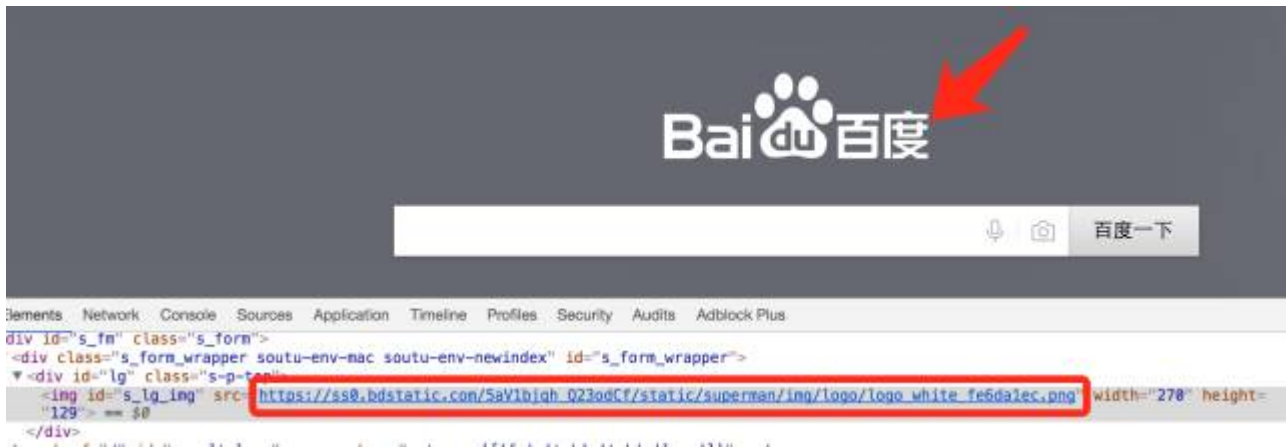 Bai du 百度
百度一下
Elements Network Console Sources Application Timeline Profiles Security Audits Adblock Plus
div id="s_fm" class="s_form">
<div class="s_form_wrapper soutu-env-mac soutu-env-newindex" id="s_form_wrapper">
▼<div id="lg" class="s-p-top">
<img id="s_lg_img" src="https://ss0.bdstatic.com/5aV1bjqh_Q23odCf/static/superman/img/logo/logo_white_fe6da1ec.png" width="270" height=
"129"> == $0
</div>